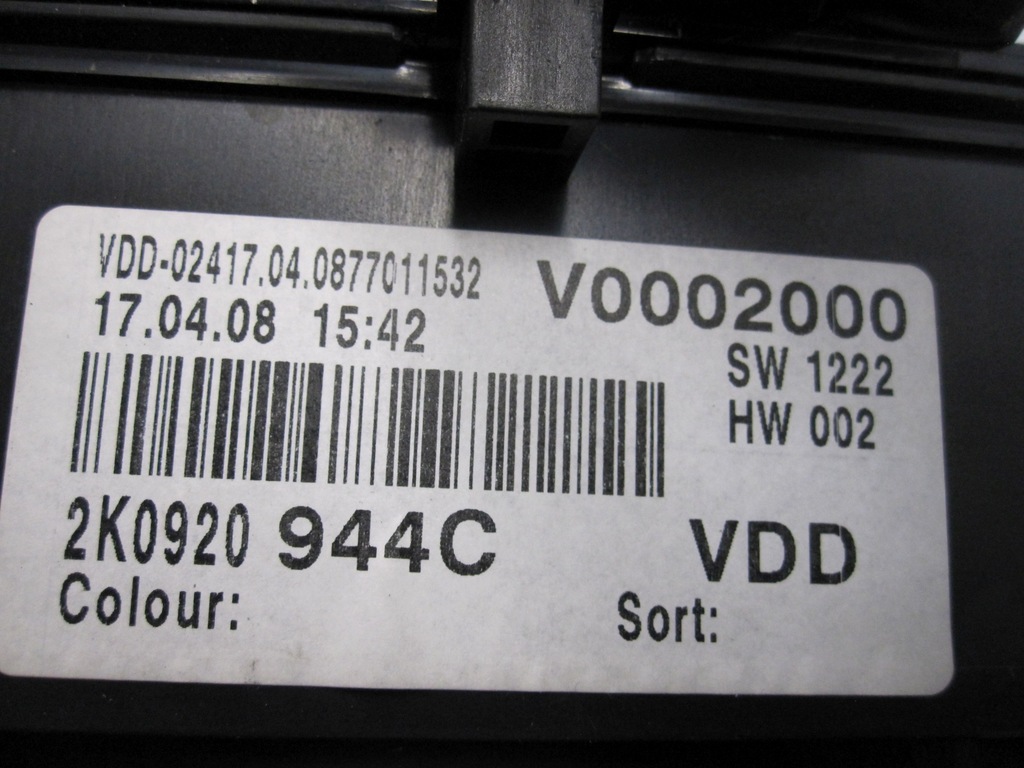 VDD-02417.04.0877011532
V0002000
17.04.08 15:42
SW 1222
HW 002
2K0920 944C
VDD
Colour:
Sort: